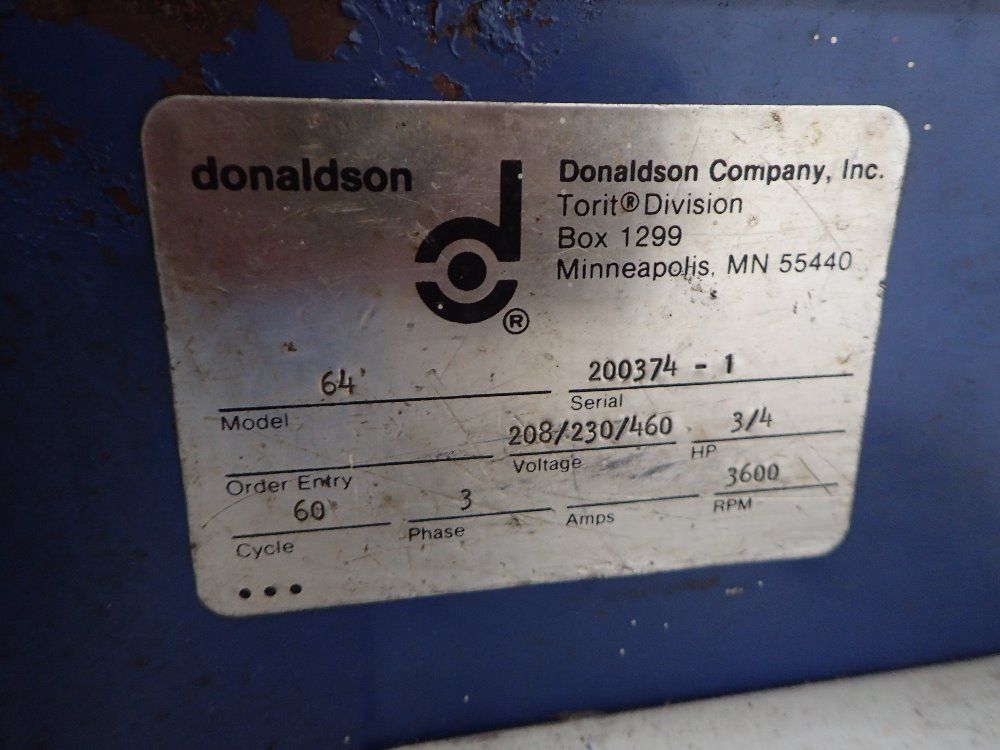 donaldson
®
Donaldson Company, Inc.
Torit® Division
Box 1299
Minneapolis, MN 55440
64
Model
200374 - 1
Serial
Order Entry
208/230/460
Voltage
3/4
HP
60
Cycle
3
Phase
Amps
3600
RPM